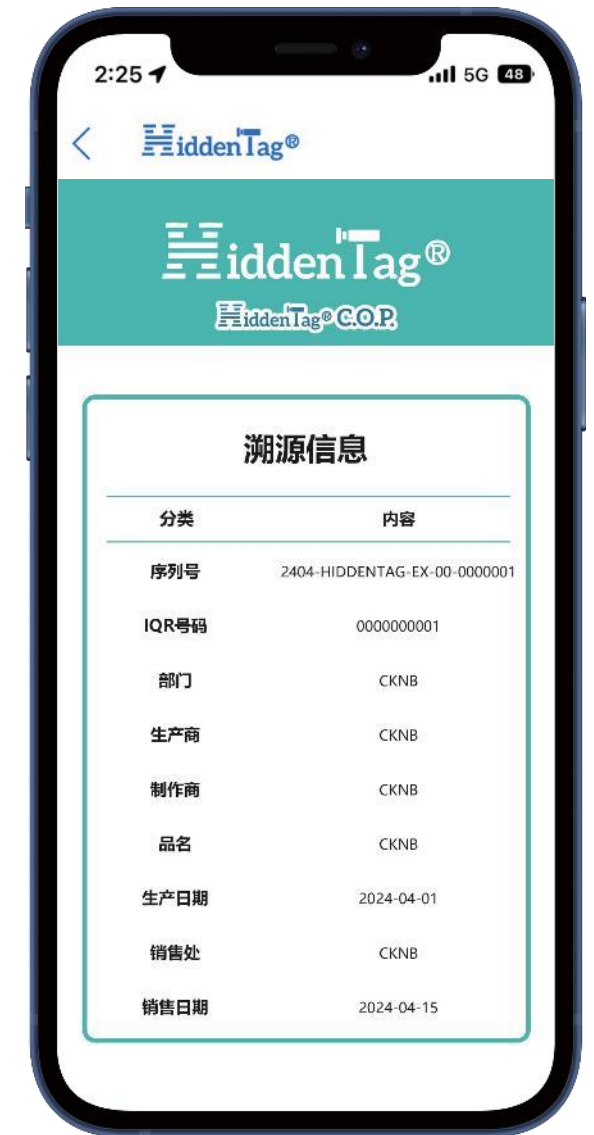 2:25
5G 48
HiddenTag®
HiddenTag®
HiddenTag® C.O.P.
溯源信息
分类 内容
序列号 2404-HIDDENTAG-EX-00-0000001
IQR号码 0000000001
部门 CKNB
生产商 CKNB
制作商 CKNB
品名 CKNB
生产日期 2024-04-01
销售处 CKNB
销售日期 2024-04-15